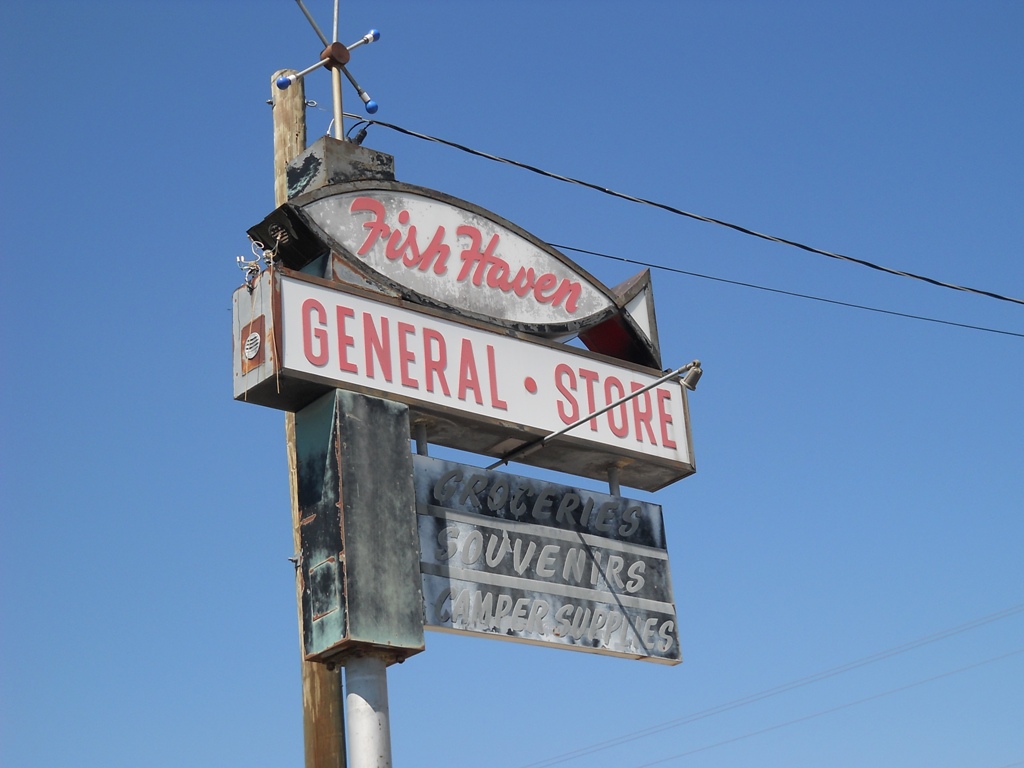 Fish Haven
GENERAL • STORE
GROCERIES
SOUVENIRS
CAMPER SUPPLIES